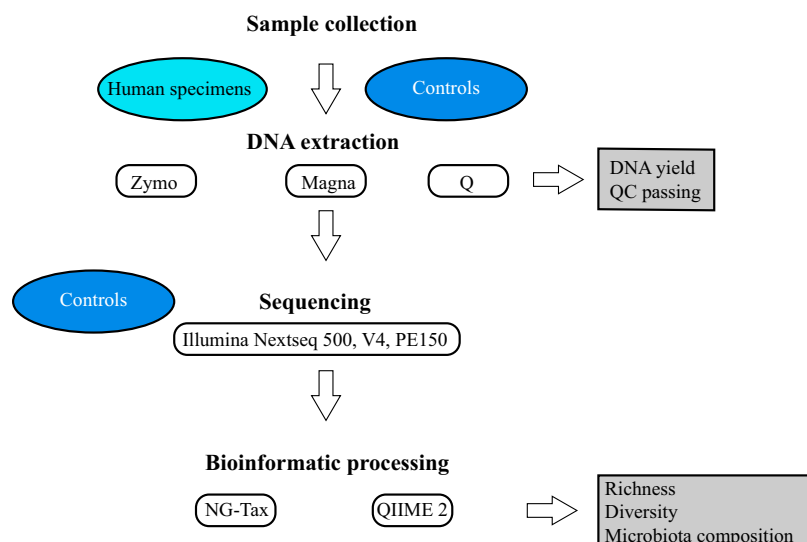 Sample collection
Human specimens
Controls
DNA extraction
Zymo
Magna
Q
DNA yield
QC passing
Controls
Sequencing
Illumina Nextseq 500, V4, PE150
Bioinformatic processing
NG-Tax
QIIME 2
Richness
Diversity
Microbiota composition